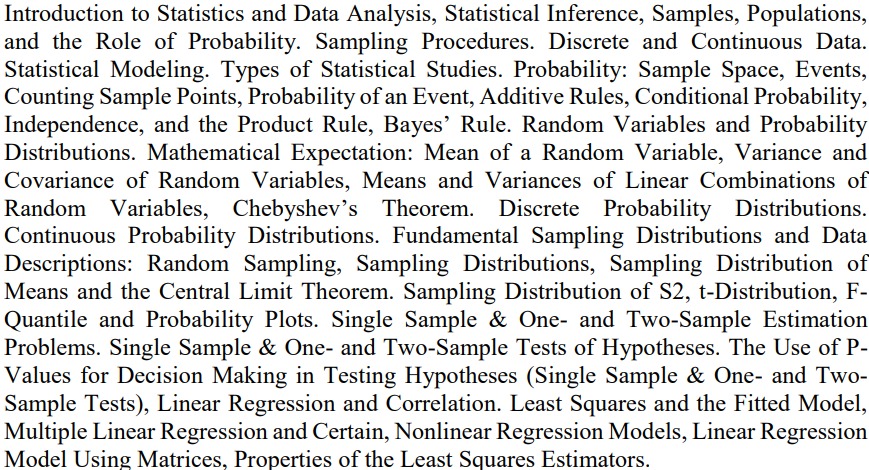 Introduction to Statistics and Data Analysis, Statistical Inference, Samples, Populations,
and the Role of Probability. Sampling Procedures. Discrete and Continuous Data.
Statistical Modeling. Types of Statistical Studies. Probability: Sample Space, Events,
Counting Sample Points, Probability of an Event, Additive Rules, Conditional Probability,
Independence, and the Product Rule, Bayes’ Rule. Random Variables and Probability
Distributions. Mathematical Expectation: Mean of a Random Variable, Variance and
Covariance of Random Variables, Means and Variances of Linear Combinations of
Random Variables, Chebyshev’s Theorem. Discrete Probability Distributions.
Continuous Probability Distributions. Fundamental Sampling Distributions and Data
Descriptions: Random Sampling, Sampling Distributions, Sampling Distribution of
Means and the Central Limit Theorem. Sampling Distribution of S2, t-Distribution, F-
Quantile and Probability Plots. Single Sample & One- and Two-Sample Estimation
Problems. Single Sample & One- and Two-Sample Tests of Hypotheses. The Use of P-
Values for Decision Making in Testing Hypotheses (Single Sample & One- and Two-
Sample Tests), Linear Regression and Correlation. Least Squares and the Fitted Model,
Multiple Linear Regression and Certain, Nonlinear Regression Models, Linear Regression
Model Using Matrices, Properties of the Least Squares Estimators.